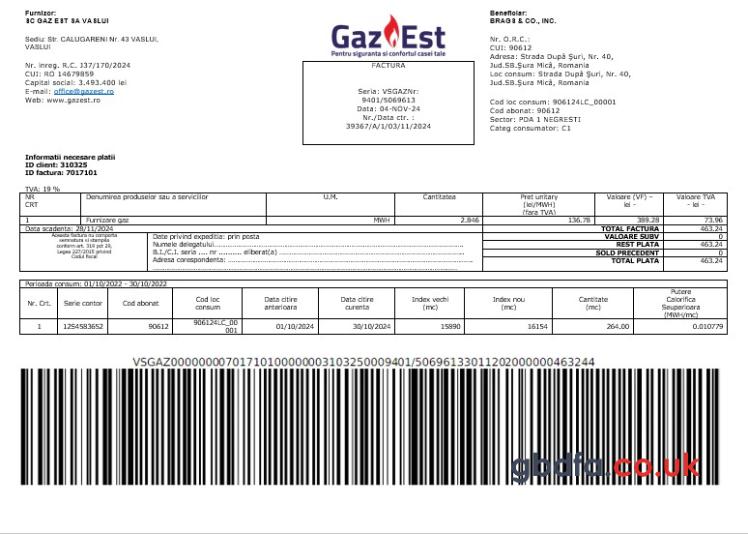 Furnizor:
SC GAZ EST SA VASLUI
Sediu: Str. CALUGARENI Nr. 43 VASLUI,
VASLUI
Nr. inreg. R.C. J37/170/2024
CUI: RO 14679859
Capital social: 3.493.400 lei
E-mail: office@gazest.ro
Web: www.gazest.ro
Gaz Est
Pentru siguranta si confortul casei tale
FACTURA
Seria: VSGAZNr:
9401/5069613
Data: 04-NOV-24
Nr./Data ctr. :
39367/A/1/03/11/2024
Benefioiar:
BRAGS & CO., INC.
Nr. O.R.C.:
CUI: 90612
Adresa: Strada După Șuri, Nr. 40,
Jud.SB.Șura Mică, Romania
Loc consum: Strada După Șuri, Nr. 40,
Jud.SB.Șura Mică, Romania
Cod loc consum: 906124LC_00001
Cod abonat: 90612
Sector: PDA 1 NEGRESTI
Categ consumator: C1
Informatii necesare platii
ID client: 310325
ID factura: 7017101
TVA: 19 %
NR CRT Denumirea produselor sau a serviciilor U.M. Cantitatea Pret unitary (lei/MWH) (fara TVA) Valoare (VF) – lei - Valoare TVA - lei -
1 Furnizare gaz MWH 2.846 136.78 389.28 73.96
Data scadenta: 28/11/2024 TOTAL FACTURA 463.24
Aceasta factura nu comporta
semnatura si stampila
conform art. 319 pct 29,
Legea 227/2015 privind
Codul fiscal
Date privind expeditia: prin posta
Numele delegatului
B.I./C.I. seria .... nr ......... eliberat(a)
Adresa corespondenta:
VALOARE SUBV 0
REST PLATA 463.24
SOLD PRECEDENT 0
TOTAL PLATA 463.24
Perioada consum: 01/10/2022 - 30/10/2022
Nr. Crt. Serie contor Cod abonat Cod loc consum Data citire anterioara Data citire curenta Index vechi (mc) Index nou (mc) Cantitate (mc) Putere Calorifica Seuperioara (MWH/mc)
1 1254583652 90612 906124LC_00001 01/10/2024 30/10/2024 15890 16154 264.00 0.010779
VSGAZ00000000701710100000003103250009401/50696133011202000000463244
gbdfa.co.uk